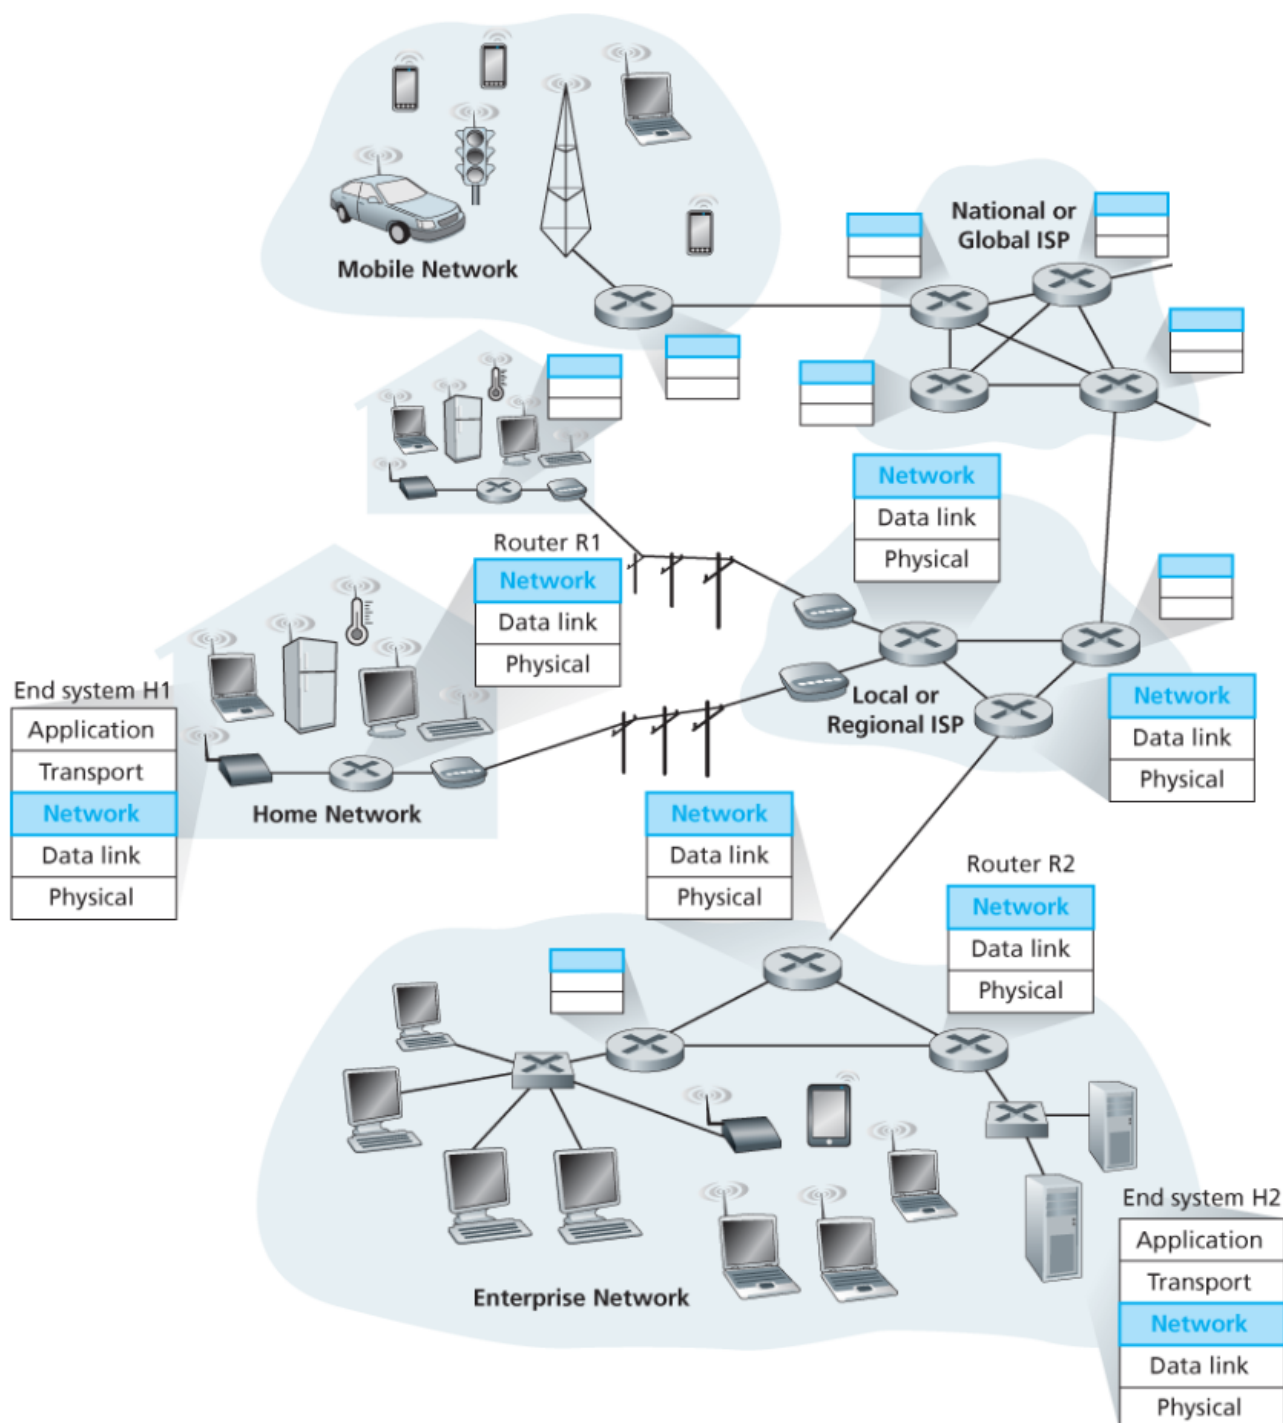 Mobile Network
National or
Global ISP
Network
Data link
Physical
Router R1
Network
Data link
Physical
End system H1
Application
Transport
Network
Data link
Physical
Home Network
Local or
Regional ISP
Network
Data link
Physical
Network
Data link
Physical
Router R2
Network
Data link
Physical
Enterprise Network
End system H2
Application
Transport
Network
Data link
Physical